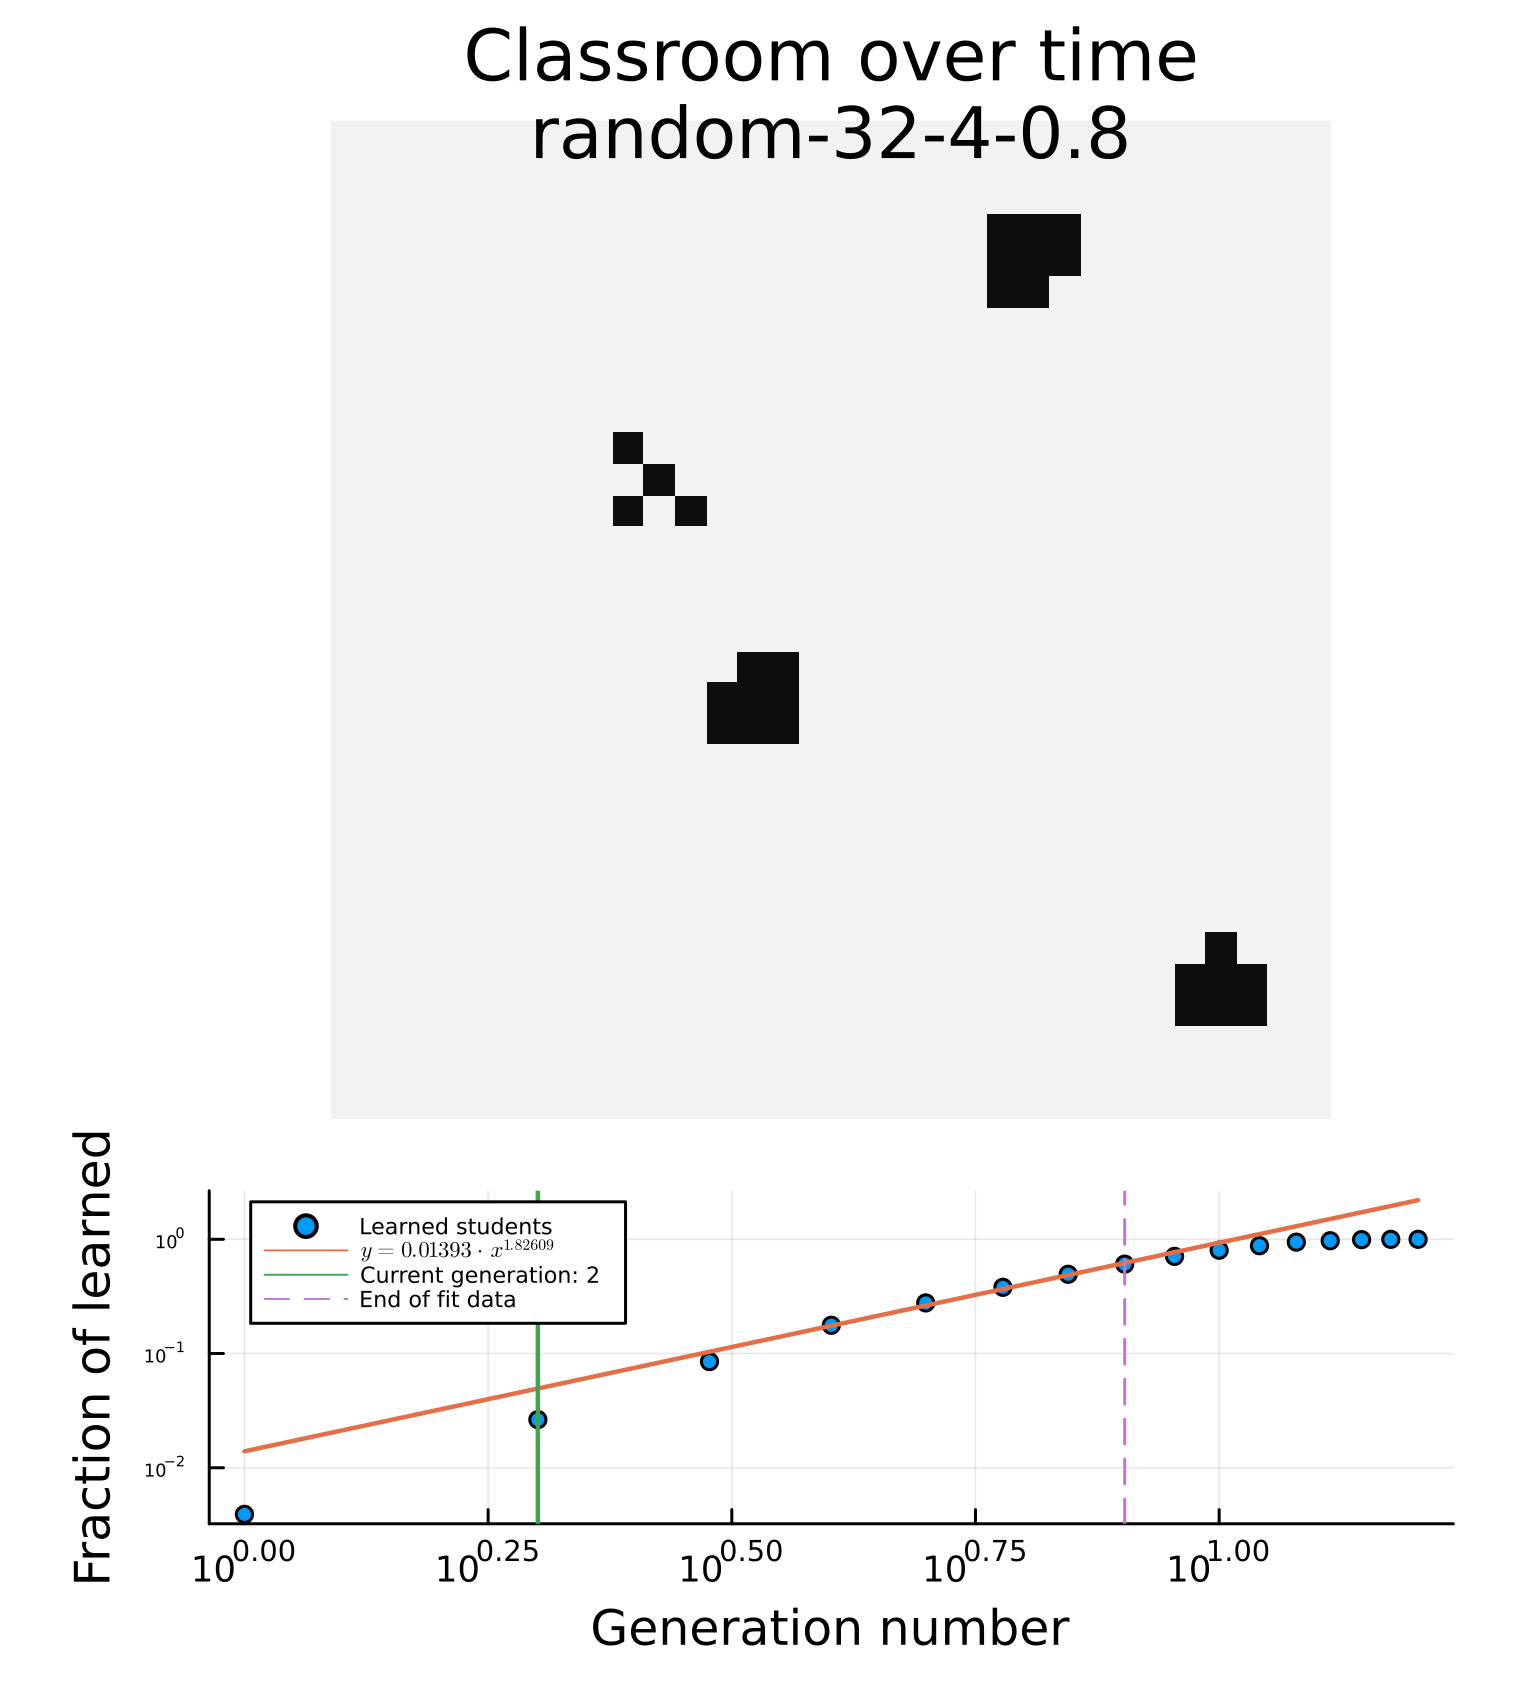 Classroom over time
random-32-4-0.8
Fraction of learned
10^0
10^−1
10^−2
Learned students
y = 0.01393 · x^1.82609
Current generation: 2
End of fit data
10^0.00 10^0.25 10^0.50 10^0.75 10^1.00
Generation number